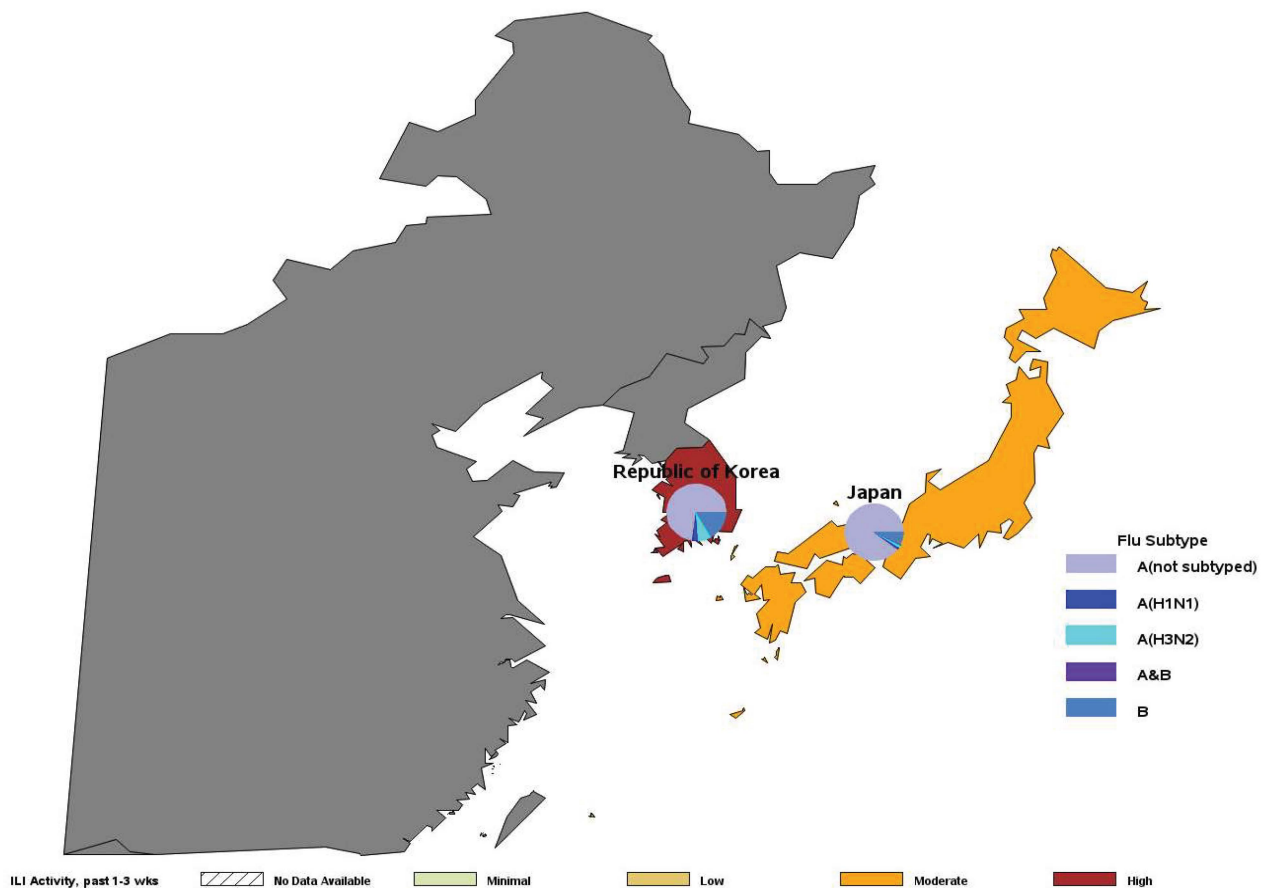 Republic of Korea
Japan
Flu Subtype
A(not subtyped)
A(H1N1)
A(H3N2)
A&B
B
ILI Activity, past 1-3 wks No Data Available Minimal Low Moderate High